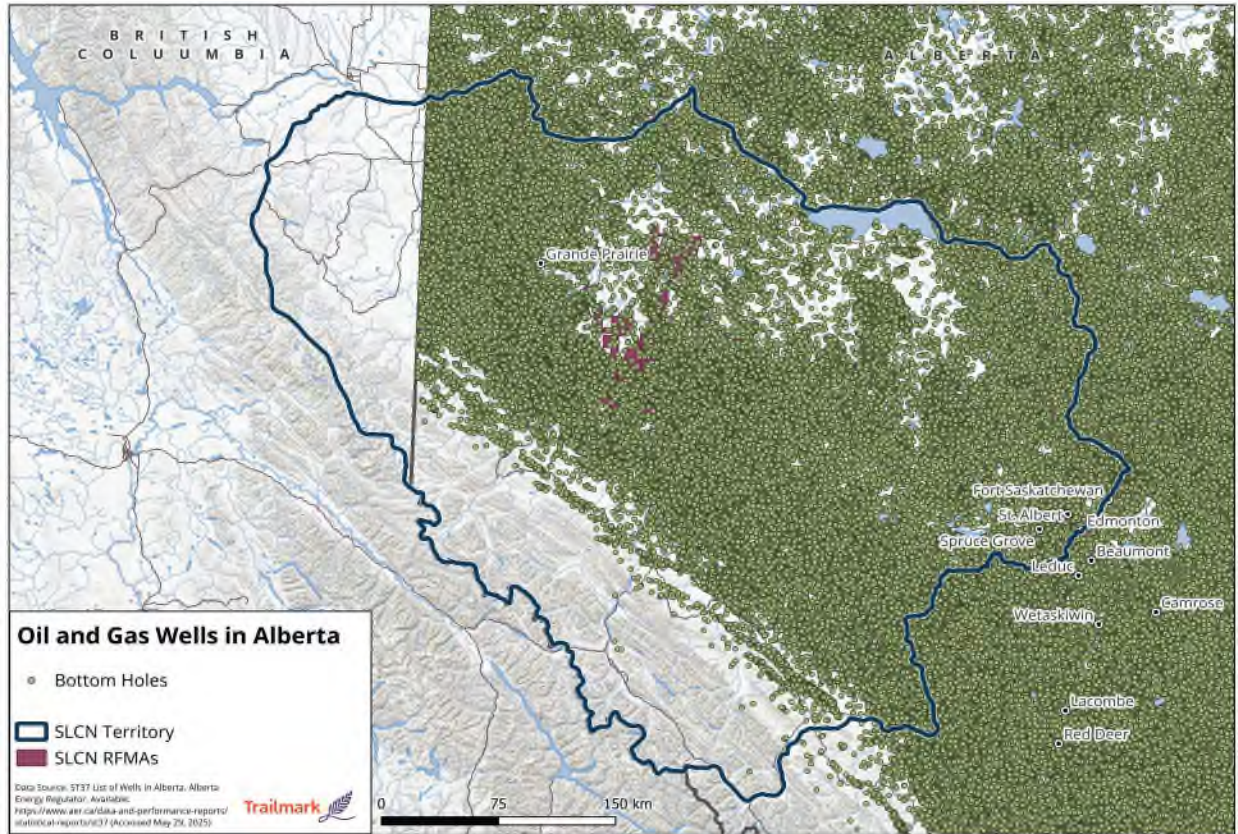 BRITISH
COLUUMBIA
ALBERTA
Grande Prairie
Fort Saskatchewan
St. Albert
Edmonton
Spruce Grove
Beaumont
Leduc
Camrose
Wetaskiwin
Lacombe
Red Deer
Oil and Gas Wells in Alberta
Bottom Holes
SLCN Territory
SLCN RFMAs
Data Source: ST37 List of Wells in Alberta. Alberta
Energy Regulator. Available:
https://www.aer.ca/data-and-performance-reports/
statistical-reports/st37 (Accessed May 29, 2025)
Trailmark
0 75 150 km